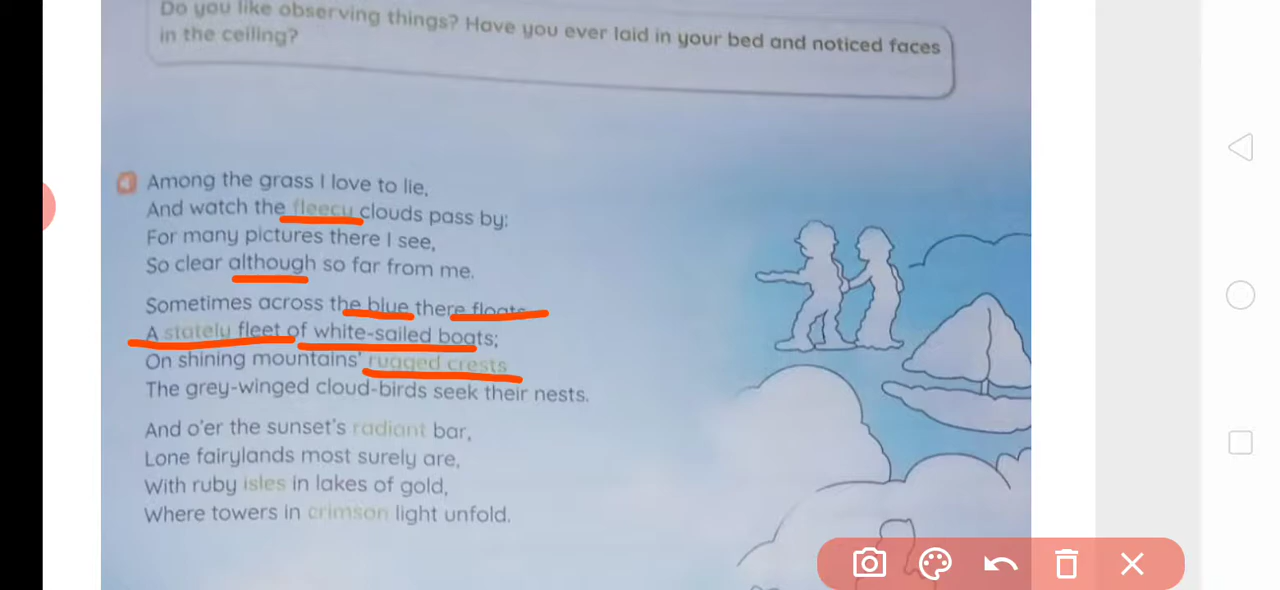 Do you like observing things? Have you ever laid in your bed and noticed faces
in the ceiling?
Among the grass I love to lie,
And watch the fleecy clouds pass by:
For many pictures there I see,
So clear although so far from me.
Sometimes across the blue there floats
A stately fleet of white-sailed boats;
On shining mountains' rugged crests
The grey-winged cloud-birds seek their nests.
And o'er the sunset's radiant bar,
Lone fairylands most surely are,
With ruby isles in lakes of gold,
Where towers in crimson light unfold.